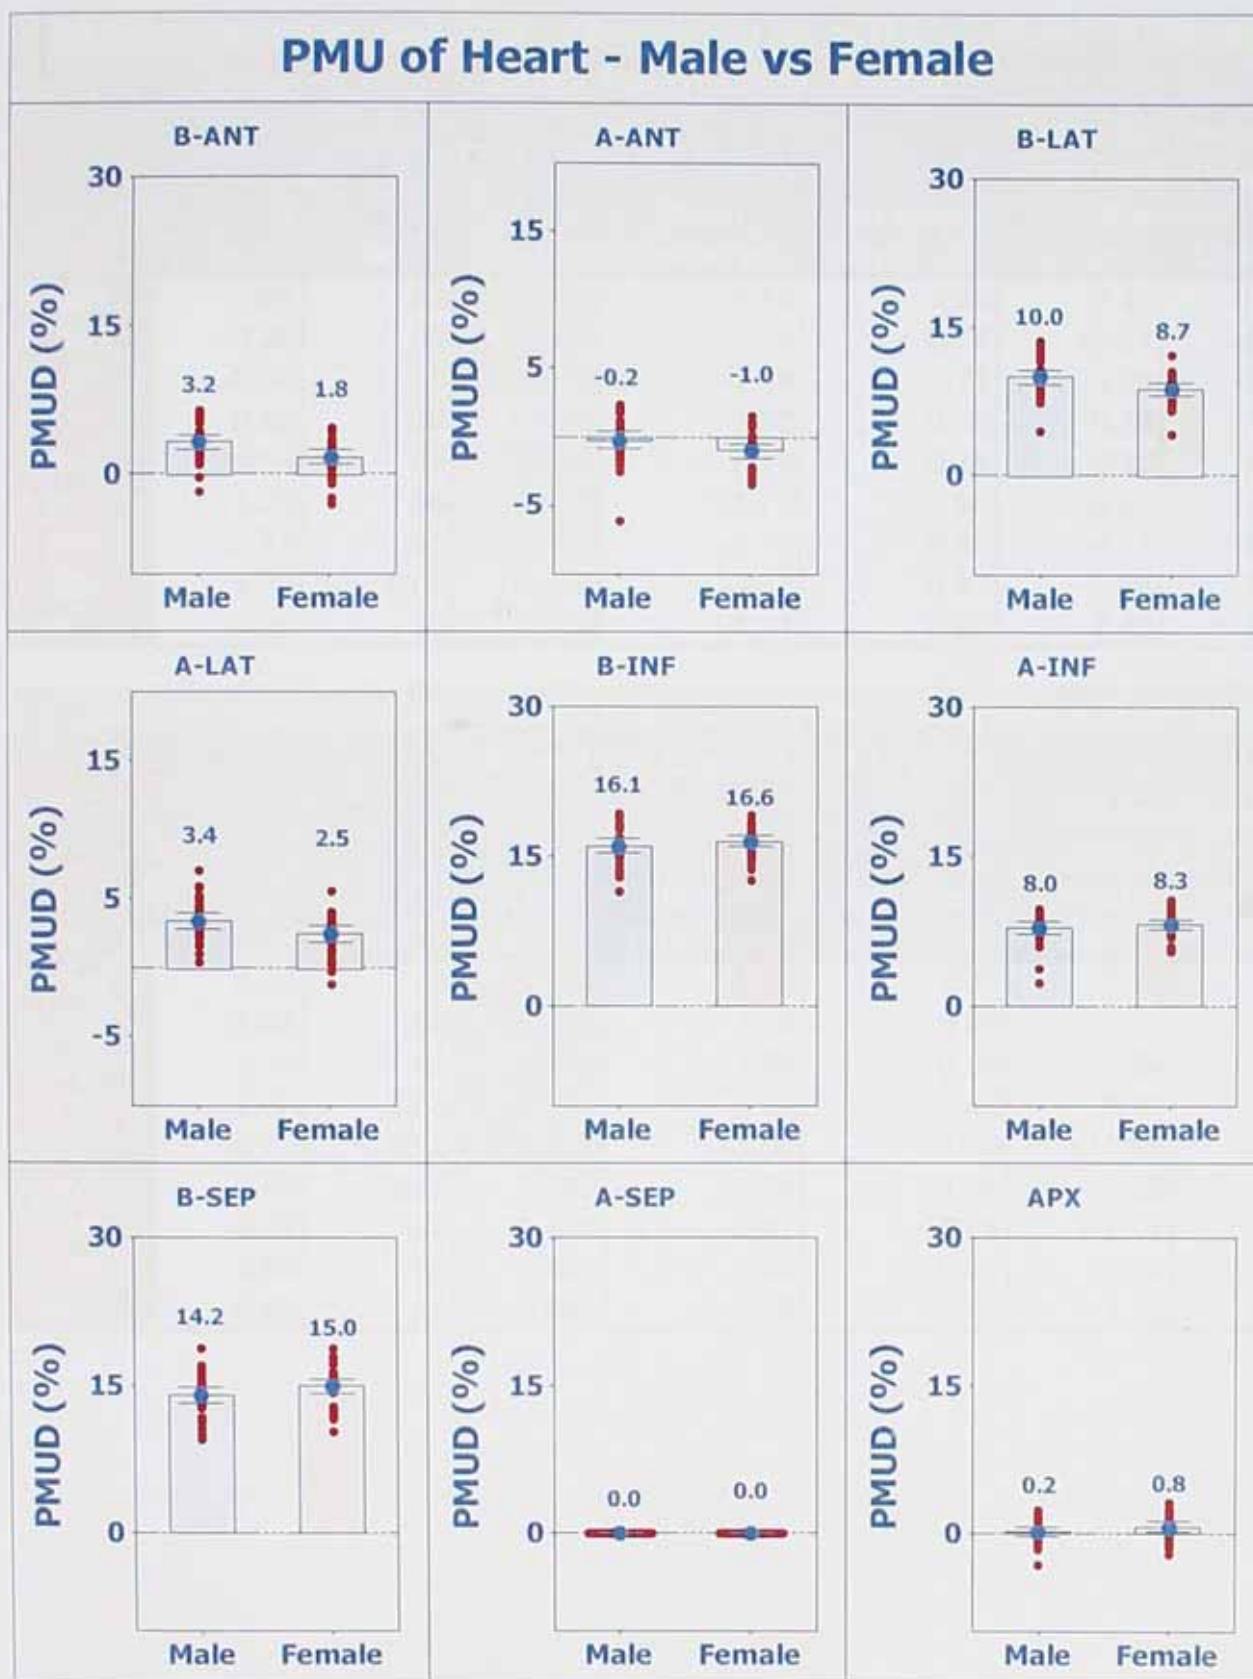 PMU of Heart - Male vs Female
B-ANT
30
15
0
PMUD (%)
3.2
1.8
Male Female
A-ANT
15
5
-5
PMUD (%)
-0.2
-1.0
Male Female
B-LAT
30
15
0
PMUD (%)
10.0
8.7
Male Female
A-LAT
15
5
-5
PMUD (%)
3.4
2.5
Male Female
B-INF
30
15
0
PMUD (%)
16.1
16.6
Male Female
A-INF
30
15
0
PMUD (%)
8.0
8.3
Male Female
B-SEP
30
15
0
PMUD (%)
14.2
15.0
Male Female
A-SEP
30
15
0
PMUD (%)
0.0
0.0
Male Female
APX
30
15
0
PMUD (%)
0.2
0.8
Male Female